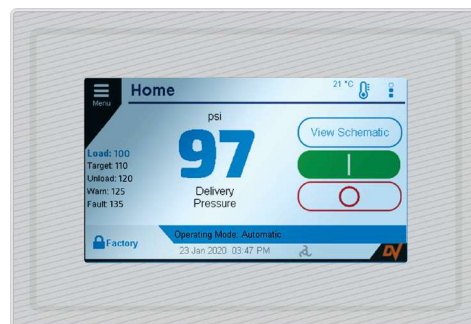 Menu
Home
21 °C
psi
97
Delivery
Pressure
Load: 100
Target: 110
Unload: 120
Warn: 125
Fault: 135
View Schematic
Factory
Operating Mode: Automatic
23 Jan 2020 03:47 PM
DV